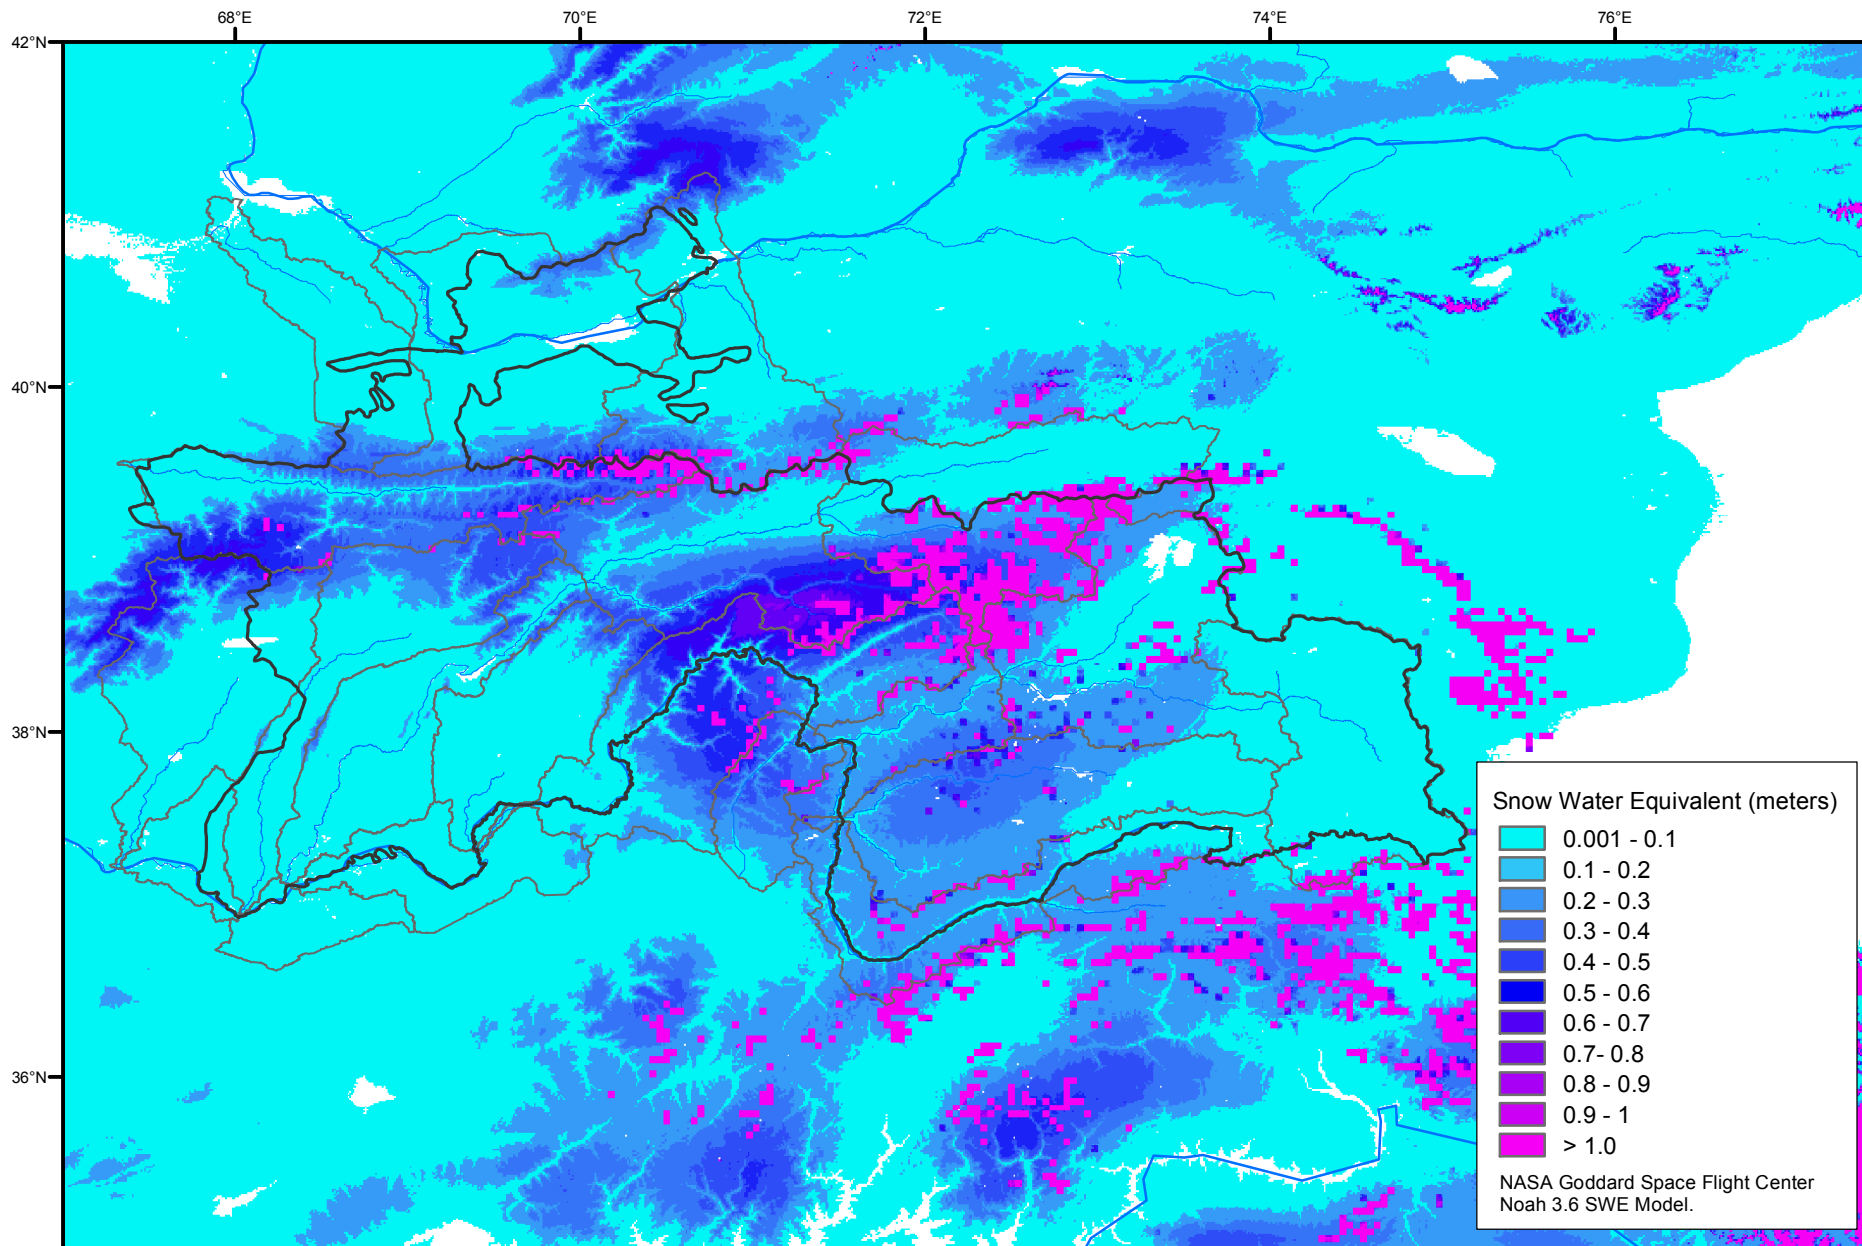 68°E 70°E 72°E 74°E 76°E
42°N
40°N
38°N
36°N
Snow Water Equivalent (meters)
0.001 - 0.1
0.1 - 0.2
0.2 - 0.3
0.3 - 0.4
0.4 - 0.5
0.5 - 0.6
0.6 - 0.7
0.7- 0.8
0.8 - 0.9
0.9 - 1
> 1.0
NASA Goddard Space Flight Center
Noah 3.6 SWE Model.